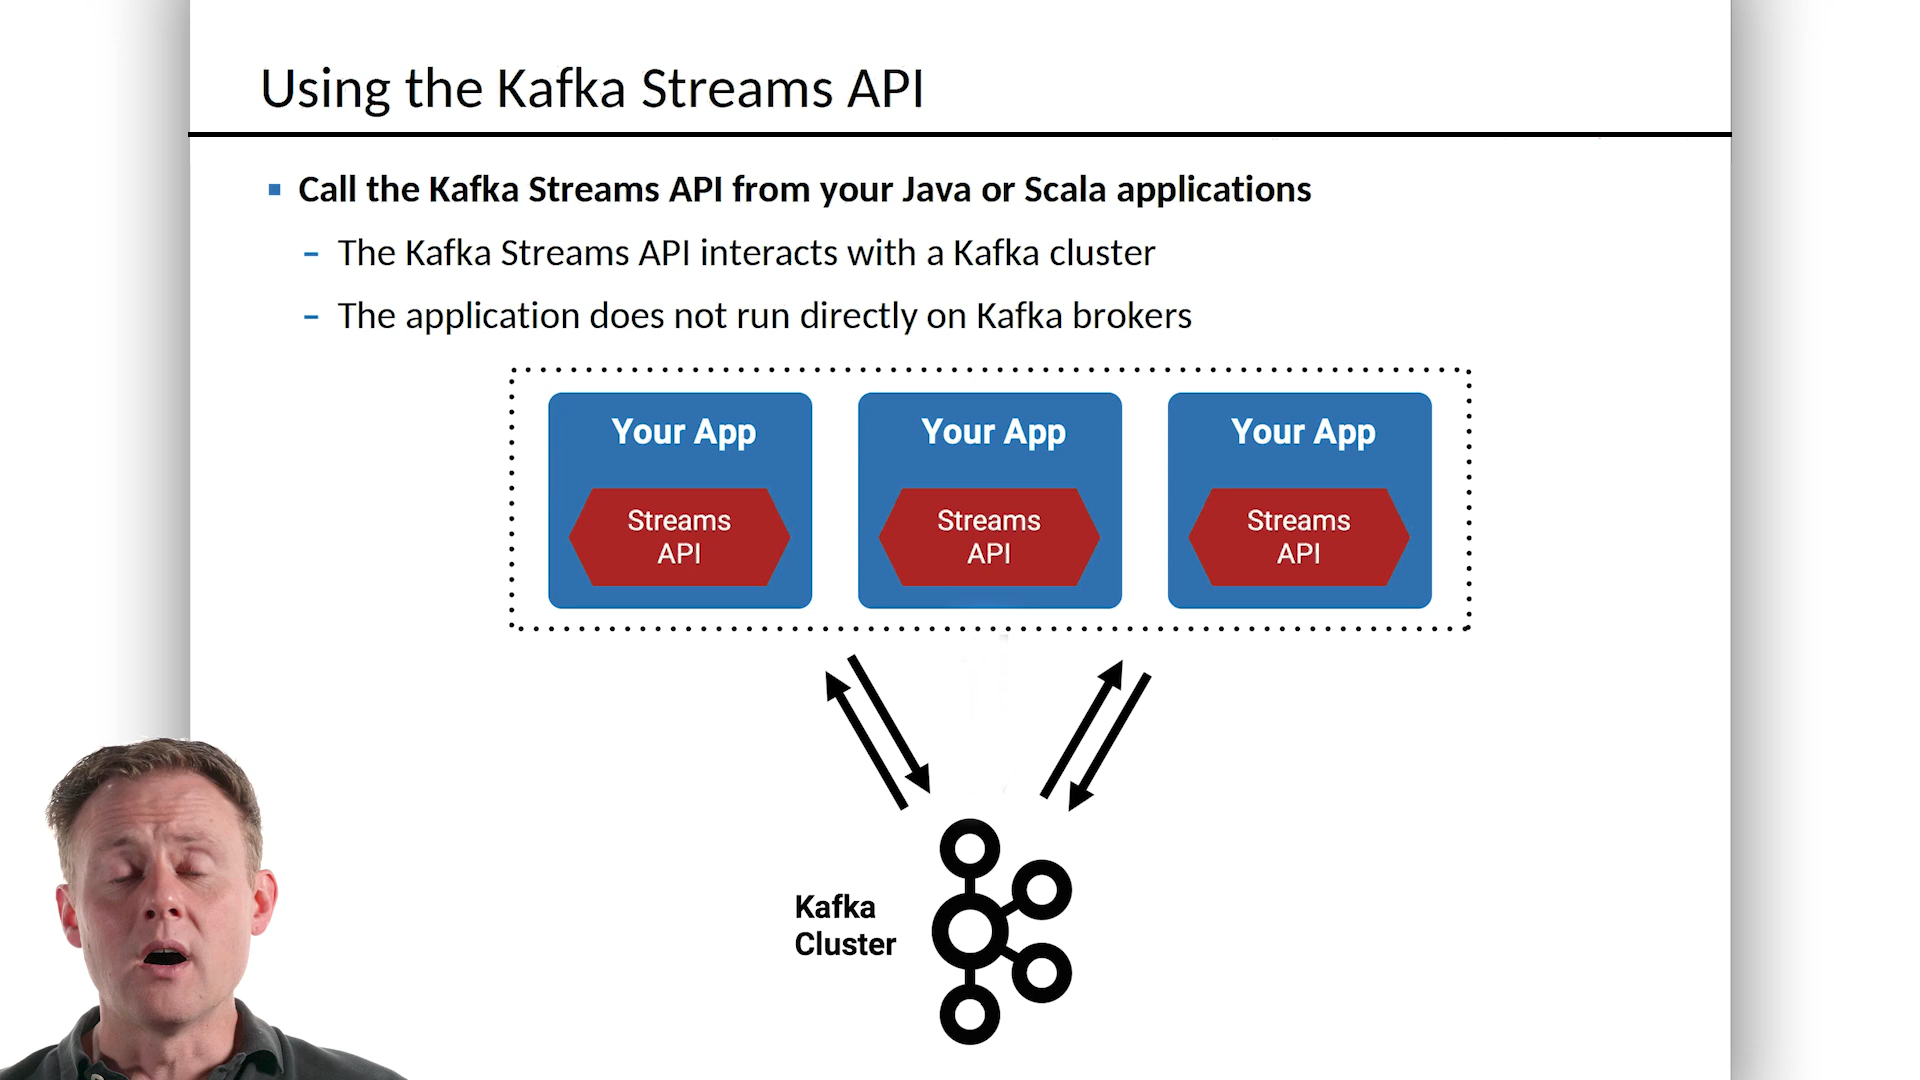 Using the Kafka Streams API
Call the Kafka Streams API from your Java or Scala applications
The Kafka Streams API interacts with a Kafka cluster
The application does not run directly on Kafka brokers
Your App
Streams
API
Your App
Streams
API
Your App
Streams
API
Kafka
Cluster